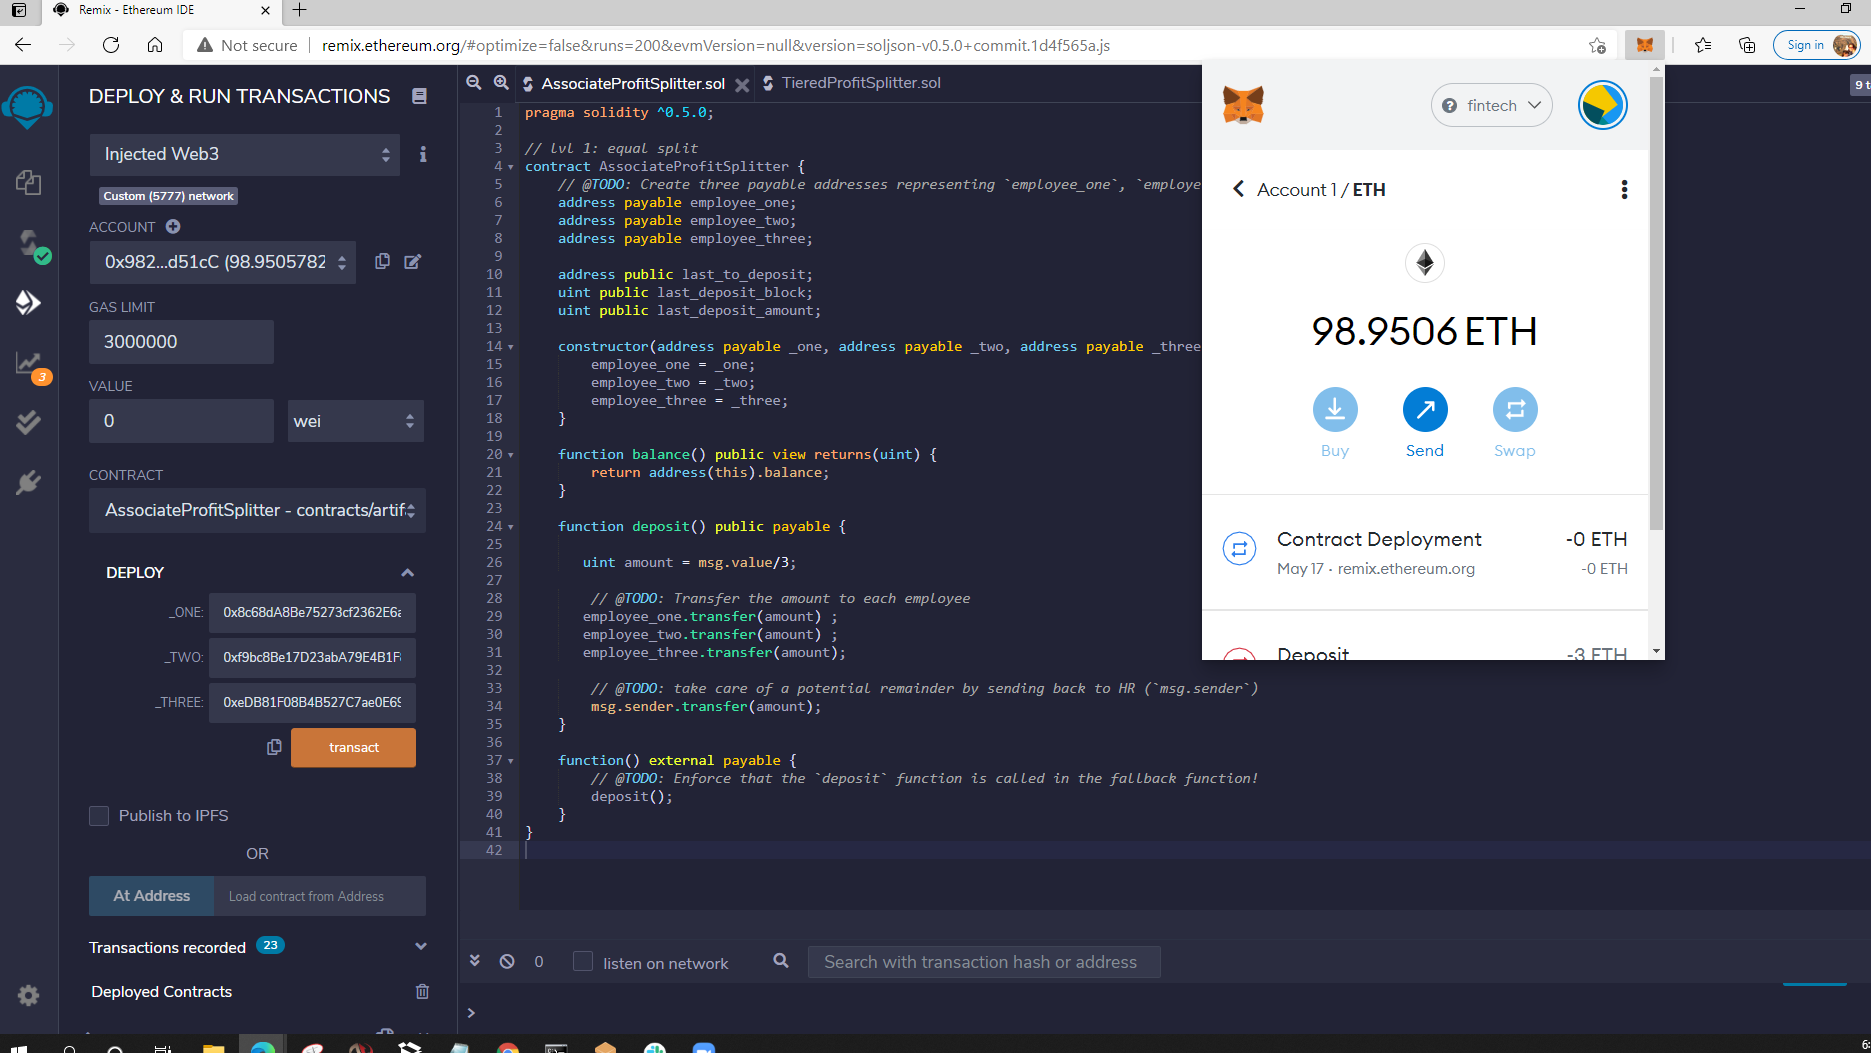 Remix - Ethereum IDE
Not secure
remix.ethereum.org/#optimize=false&runs=200&evmVersion=null&version=soljson-v0.5.0+commit.1d4f565a.js
Sign in
DEPLOY & RUN TRANSACTIONS
Injected Web3
Custom (5777) network
ACCOUNT
0x982...d51cC (98.9505782
GAS LIMIT
3000000
VALUE
0
wei
CONTRACT
AssociateProfitSplitter - contracts/artif
DEPLOY
_ONE: 0x8c68dA8Be75273cf2362E6a
_TWO: 0xf9bc8Be17D23abA79E4B1F
_THREE: 0xeDB81F08B4B527C7ae0E69
transact
Publish to IPFS
OR
At Address
Load contract from Address
Transactions recorded 23
Deployed Contracts
3
AssociateProfitSplitter.sol
TieredProfitSplitter.sol
9 t
1 pragma solidity ^0.5.0;
2
3 // lvl 1: equal split
4 contract AssociateProfitSplitter {
5 // @TODO: Create three payable addresses representing `employee_one`, `employe
6 address payable employee_one;
7 address payable employee_two;
8 address payable employee_three;
9
10 address public last_to_deposit;
11 uint public last_deposit_block;
12 uint public last_deposit_amount;
13
14 constructor(address payable _one, address payable _two, address payable _three
15 employee_one = _one;
16 employee_two = _two;
17 employee_three = _three;
18 }
19
20 function balance() public view returns(uint) {
21 return address(this).balance;
22 }
23
24 function deposit() public payable {
25
26 uint amount = msg.value/3;
27
28 // @TODO: Transfer the amount to each employee
29 employee_one.transfer(amount) ;
30 employee_two.transfer(amount) ;
31 employee_three.transfer(amount);
32
33 // @TODO: take care of a potential remainder by sending back to HR (`msg.sender`)
34 msg.sender.transfer(amount);
35 }
36
37 function() external payable {
38 // @TODO: Enforce that the `deposit` function is called in the fallback function!
39 deposit();
40 }
41 }
42
0
listen on network
Search with transaction hash or address
>
fintech
Account 1 / ETH
98.9506 ETH
Buy
Send
Swap
Contract Deployment
-0 ETH
May 17 · remix.ethereum.org
-0 ETH
Deposit
-3 ETH
6: